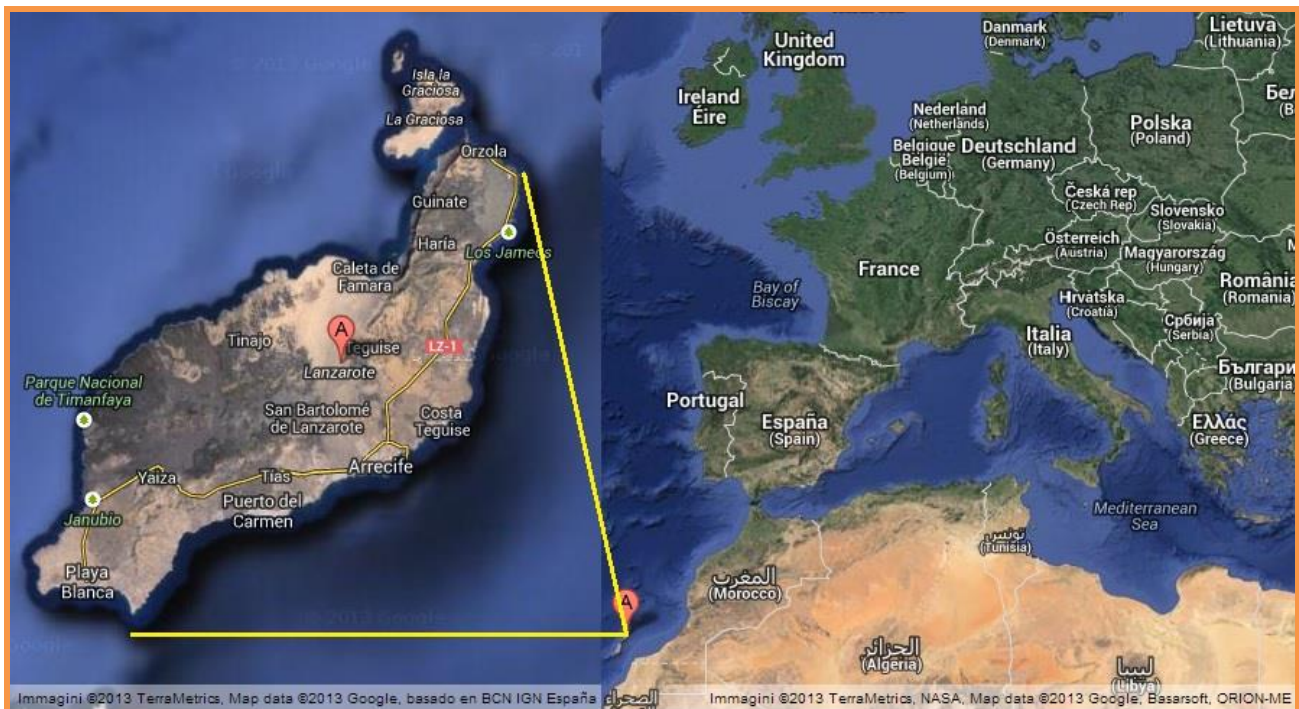 Isla la
Graciosa
La Graciosa
Orzola
Guinate
Haría
Los Jameos
Caleta de
Famara
A
Tinajo
Teguise
LZ-1
Lanzarote
Parque Nacional
de Timanfaya
San Bartolomé
de Lanzarote
Costa
Teguise
Arrecife
Yaiza
Tías
Puerto del
Carmen
Janubio
Playa
Blanca
Immagini ©2013 TerraMetrics, Map data ©2013 Google, basado en BCN IGN España
Danmark
(Denmark)
Lietuva
(Lithuania)
United
Kingdom
Ireland
Éire
Nederland
(Netherlands)
Polska
(Poland)
Belgique
België
(Belgium)
Deutschland
(Germany)
Česká rep
(Czech Rep)
Slovensko
(Slovakia)
Österreich
(Austria)
Magyarország
(Hungary)
France
Bay of
Biscay
România
(Romania)
Hrvatska
(Croatia)
Србија
(Serbia)
Italia
(Italy)
Българи
(Bulgaria)
Portugal
España
(Spain)
Ελλάς
(Greece)
Mediterranean
Sea
تونس
(Tunisia)
المغرب
(Morocco)
A
الجزائر
(Algeria)
ليبيا
(Libya)
الصحراء
Immagini ©2013 TerraMetrics, NASA, Map data ©2013 Google, Basarsoft, ORION-ME